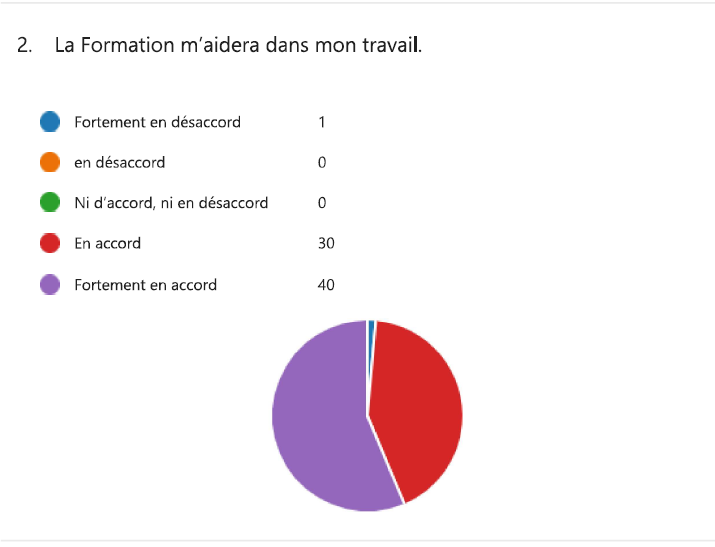 2. La Formation m’aidera dans mon travail.
Fortement en désaccord 1
en désaccord 0
Ni d’accord, ni en désaccord 0
En accord 30
Fortement en accord 40